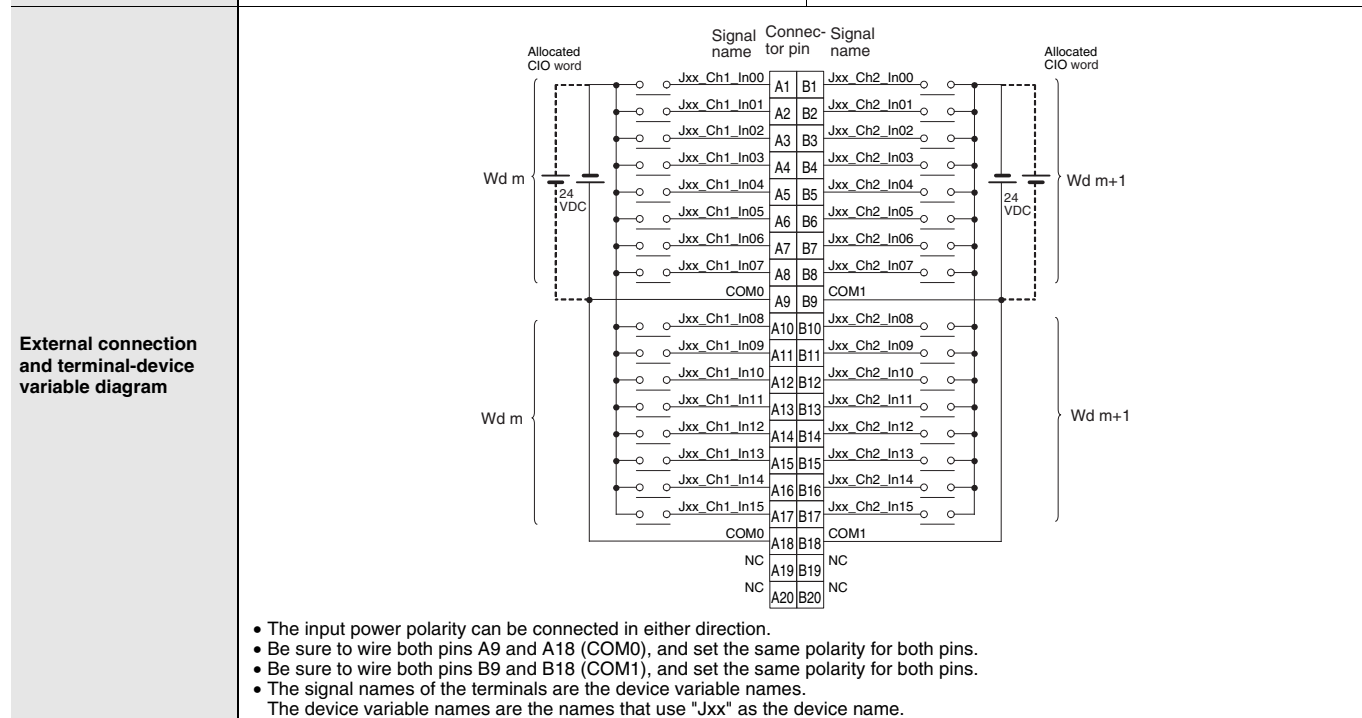 External connection
and terminal-device
variable diagram
Signal name Connec-tor pin Signal name
Allocated CIO word
Allocated CIO word
Jxx_Ch1_In00 A1 B1 Jxx_Ch2_In00
Jxx_Ch1_In01 A2 B2 Jxx_Ch2_In01
Jxx_Ch1_In02 A3 B3 Jxx_Ch2_In02
Jxx_Ch1_In03 A4 B4 Jxx_Ch2_In03
Wd m Wd m+1
24 VDC 24 VDC
Jxx_Ch1_In04 A5 B5 Jxx_Ch2_In04
Jxx_Ch1_In05 A6 B6 Jxx_Ch2_In05
Jxx_Ch1_In06 A7 B7 Jxx_Ch2_In06
Jxx_Ch1_In07 A8 B8 Jxx_Ch2_In07
COM0 A9 B9 COM1
Jxx_Ch1_In08 A10 B10 Jxx_Ch2_In08
Jxx_Ch1_In09 A11 B11 Jxx_Ch2_In09
Jxx_Ch1_In10 A12 B12 Jxx_Ch2_In10
Jxx_Ch1_In11 A13 B13 Jxx_Ch2_In11
Wd m Wd m+1
Jxx_Ch1_In12 A14 B14 Jxx_Ch2_In12
Jxx_Ch1_In13 A15 B15 Jxx_Ch2_In13
Jxx_Ch1_In14 A16 B16 Jxx_Ch2_In14
Jxx_Ch1_In15 A17 B17 Jxx_Ch2_In15
COM0 A18 B18 COM1
NC A19 B19 NC
NC A20 B20 NC
• The input power polarity can be connected in either direction.
• Be sure to wire both pins A9 and A18 (COM0), and set the same polarity for both pins.
• Be sure to wire both pins B9 and B18 (COM1), and set the same polarity for both pins.
• The signal names of the terminals are the device variable names.
The device variable names are the names that use "Jxx" as the device name.